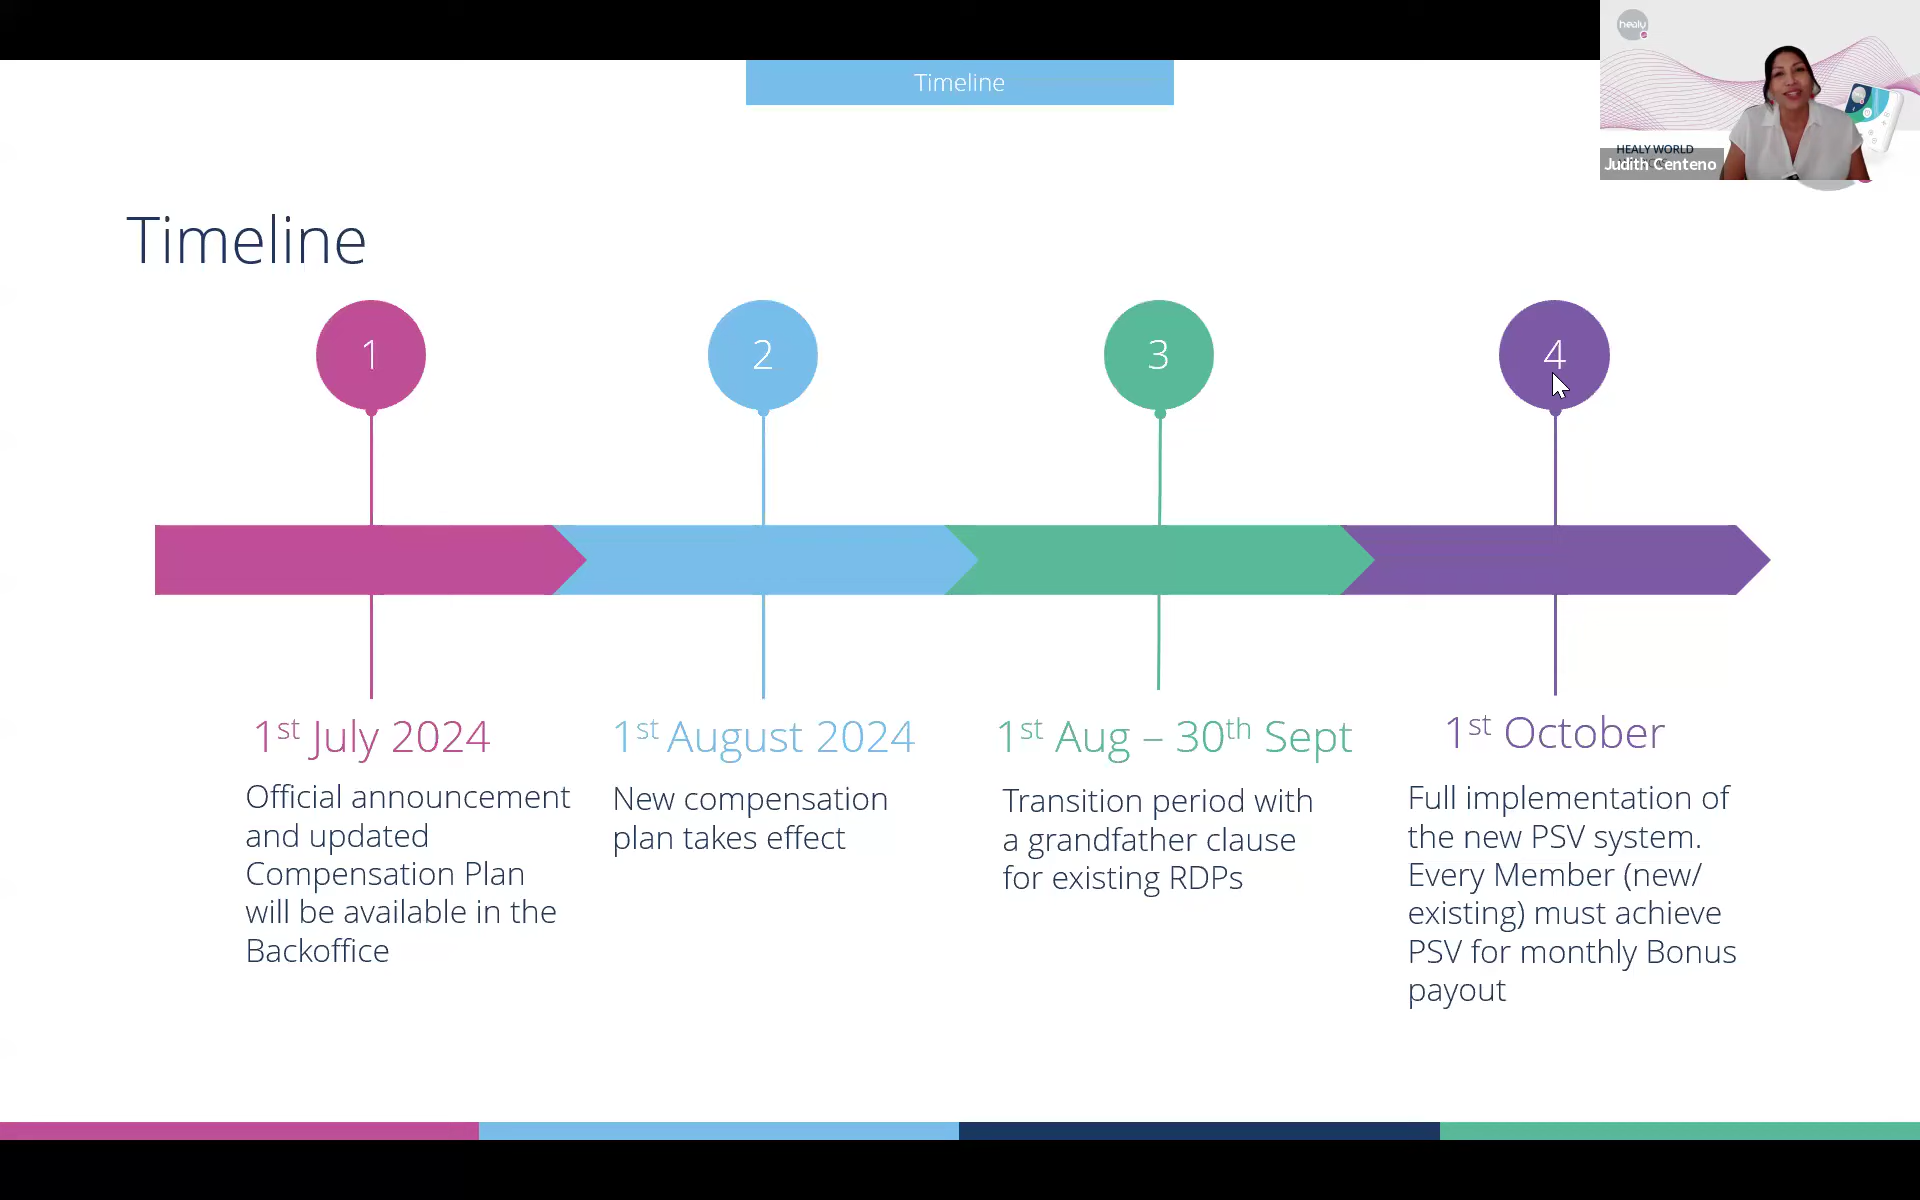 Timeline
healy
HEALY WORLD
Judith Centeno
Timeline
1
2
3
4
1st July 2024
Official announcement
and updated
Compensation Plan
will be available in the
Backoffice
1st August 2024
New compensation
plan takes effect
1st Aug – 30th Sept
Transition period with
a grandfather clause
for existing RDPs
1st October
Full implementation of
the new PSV system.
Every Member (new/
existing) must achieve
PSV for monthly Bonus
payout